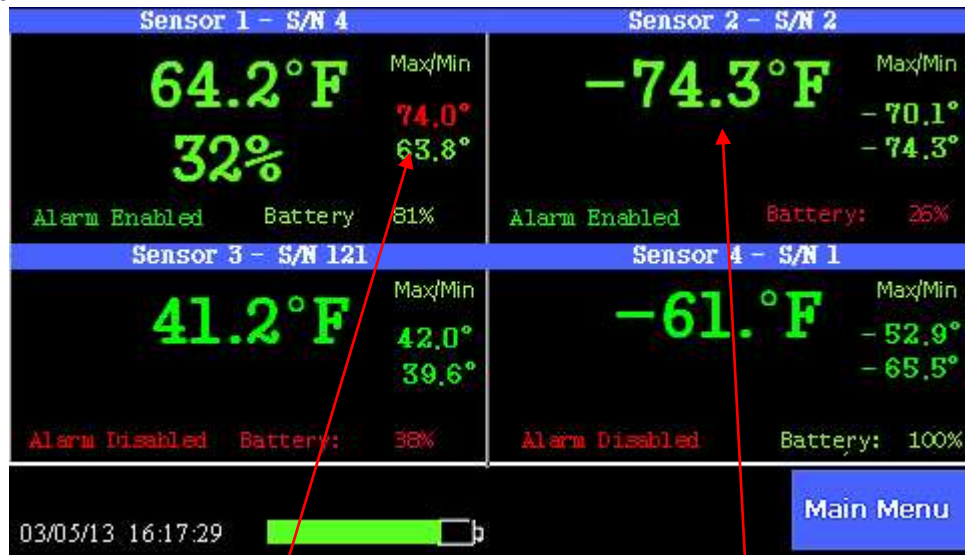 Sensor 1 - S/N 4
64.2°F
Max/Min
74.0°
32%
63.8°
Alarm Enabled Battery 81%
Sensor 2 - S/N 2
-74.3°F
Max/Min
-70.1°
-74.3°
Alarm Enabled Battery: 26%
Sensor 3 - S/N 121
41.2°F
Max/Min
42.0°
39.6°
Alarm Disabled Battery: 38%
Sensor 4 - S/N 1
-61.°F
Max/Min
-52.9°
-65.5°
Alarm Disabled Battery: 100%
03/05/13 16:17:29
Main Menu